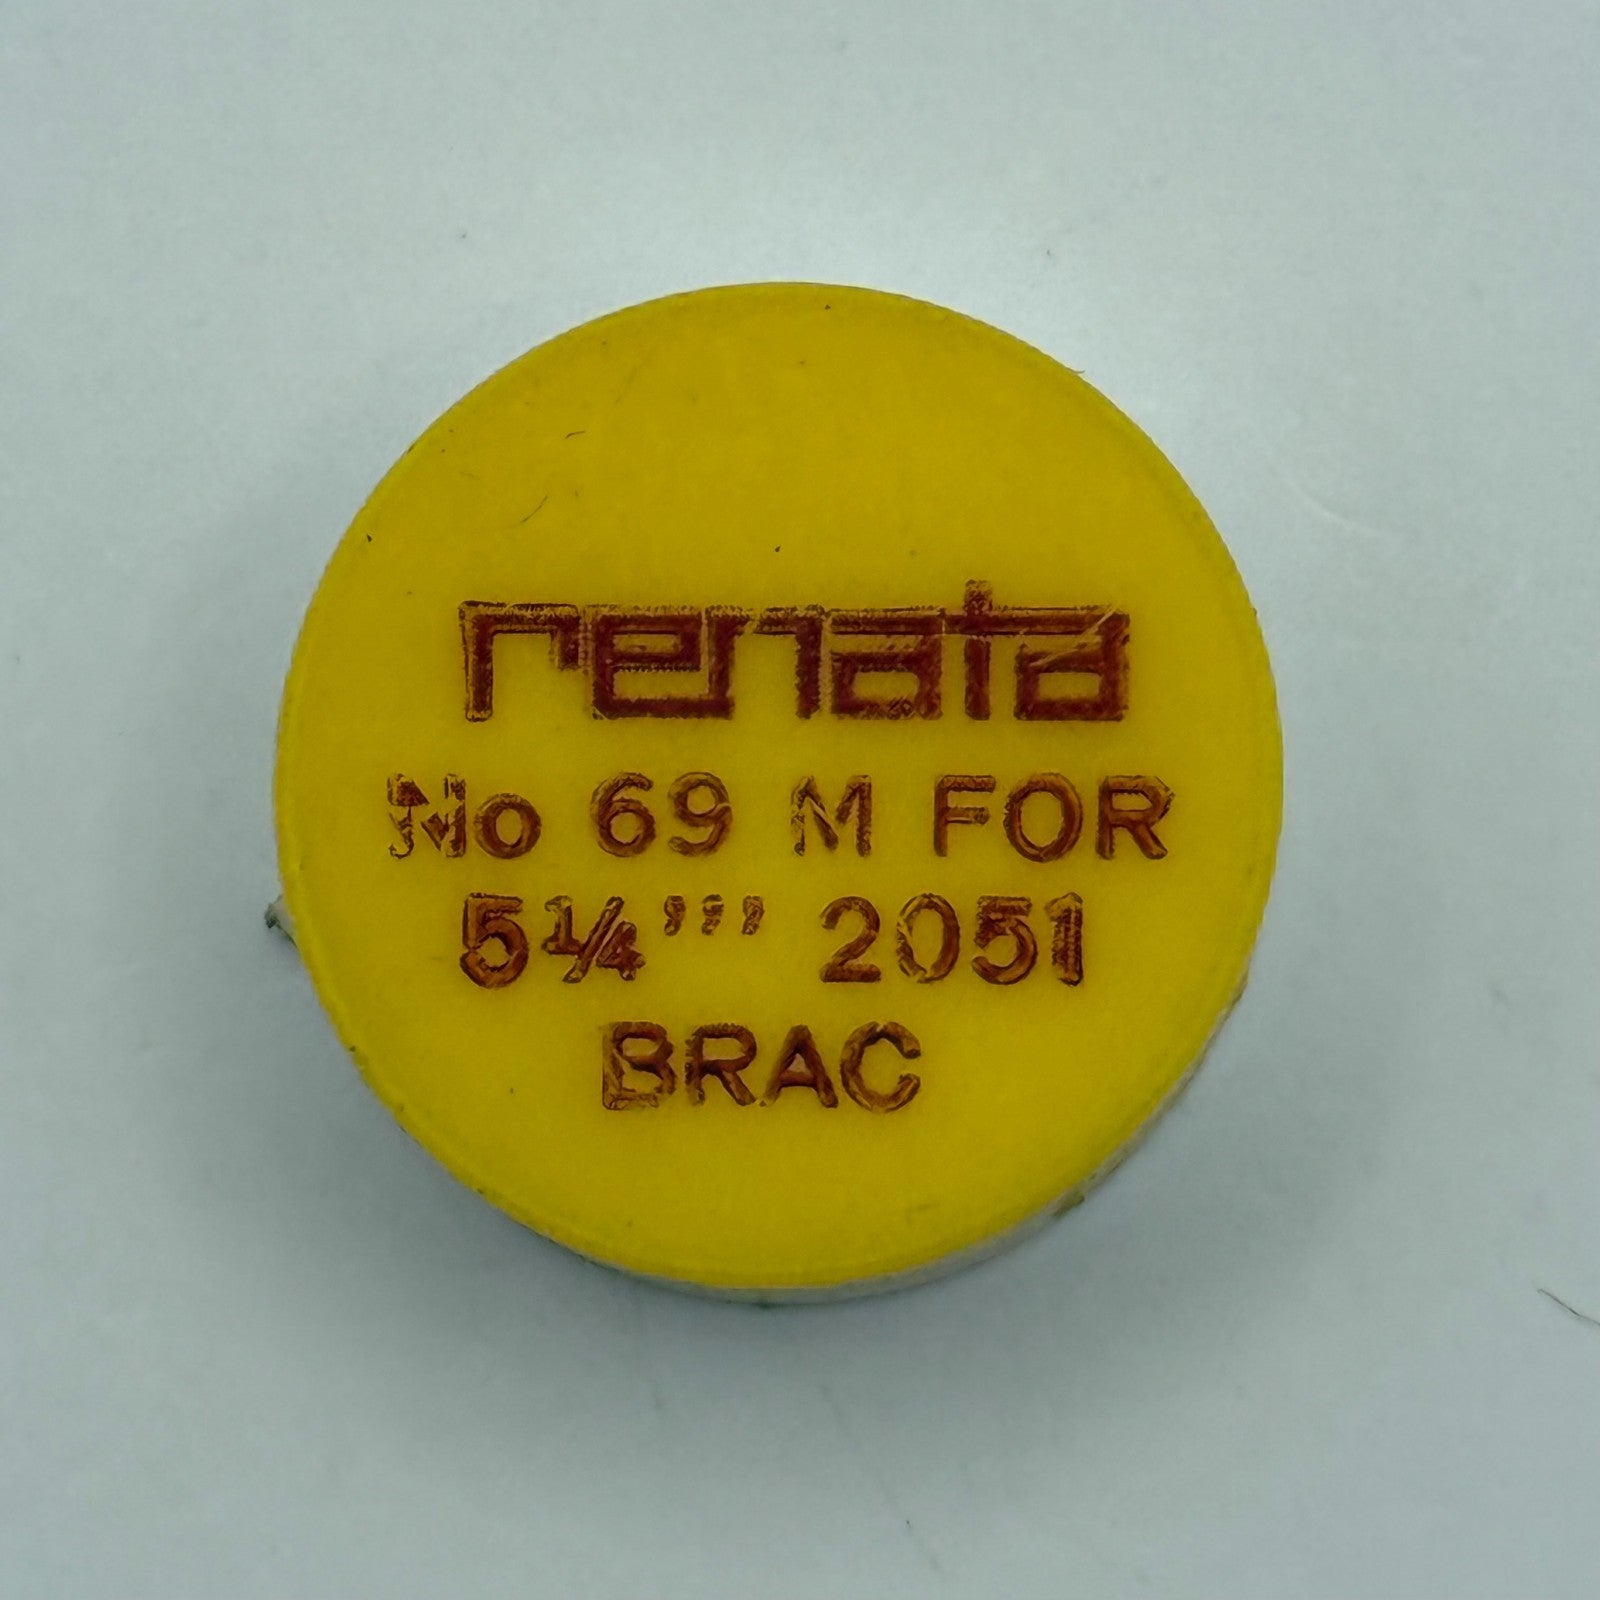 renata
No 69 M FOR
5¼''' 2051
BRAC